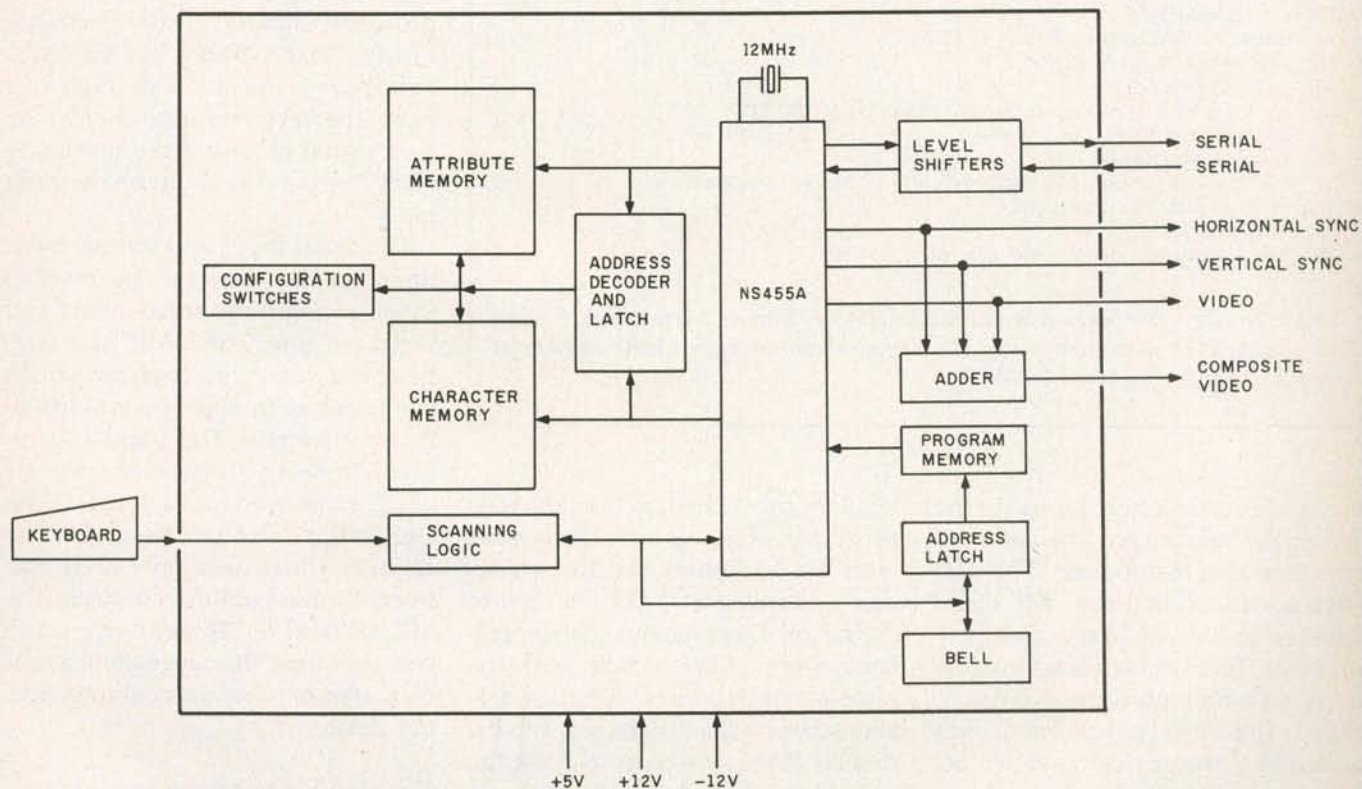 12MHz
ATTRIBUTE
MEMORY
LEVEL
SHIFTERS
SERIAL
SERIAL
HORIZONTAL SYNC
CONFIGURATION
SWITCHES
ADDRESS
DECODER
AND
LATCH
NS455A
VERTICAL SYNC
VIDEO
CHARACTER
MEMORY
ADDER
COMPOSITE
VIDEO
PROGRAM
MEMORY
KEYBOARD
SCANNING
LOGIC
ADDRESS
LATCH
BELL
+5V
+12V
-12V